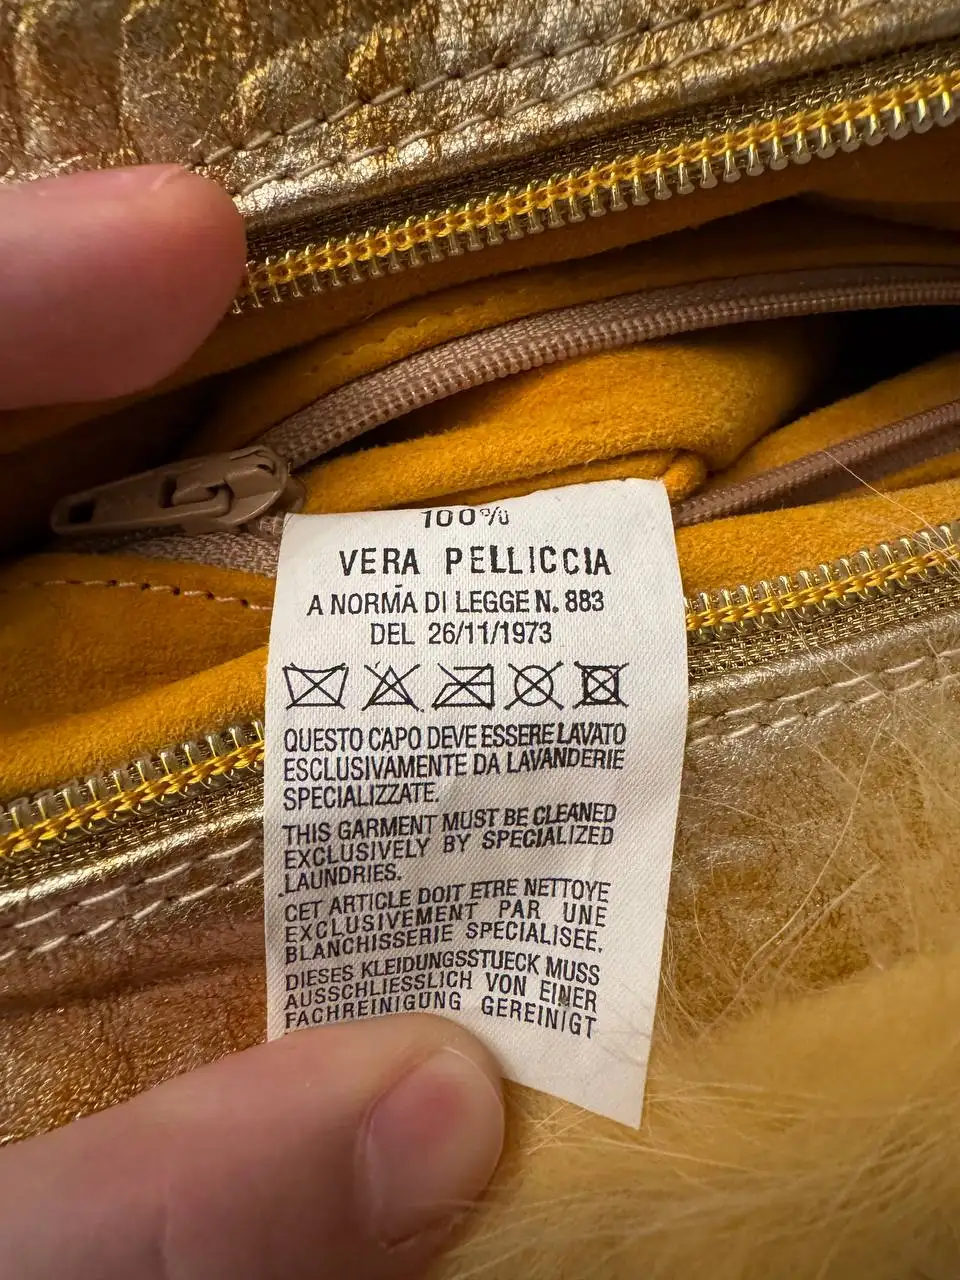 100%
VERA PELLICCIA
A NORMA DI LEGGE N. 883
DEL 26/11/1973
QUESTO CAPO DEVE ESSERE LAVATO
ESCLUSIVAMENTE DA LAVANDERIE
SPECIALIZZATE.
THIS GARMENT MUST BE CLEANED
EXCLUSIVELY BY SPECIALIZED
LAUNDRIES.
CET ARTICLE DOIT ETRE NETTOYE
EXCLUSIVEMENT PAR UNE
BLANCHISSERIE SPECIALISEE.
DIESES KLEIDUNGSSTUECK MUSS
AUSSCHLIESSLICH VON EINER
FACHREINIGUNG GEREINIGT